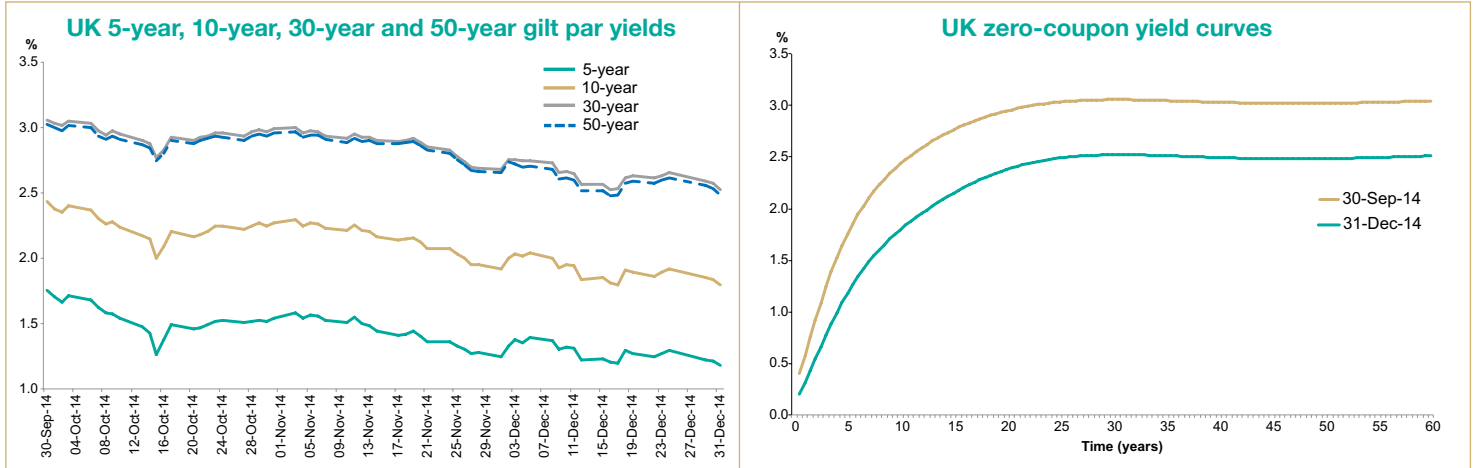 UK 5-year, 10-year, 30-year and 50-year gilt par yields
%
3.5
3.0
2.5
2.0
1.5
1.0
5-year
10-year
30-year
50-year
30-Sep-14
04-Oct-14
08-Oct-14
12-Oct-14
16-Oct-14
20-Oct-14
24-Oct-14
28-Oct-14
01-Nov-14
05-Nov-14
09-Nov-14
13-Nov-14
17-Nov-14
21-Nov-14
25-Nov-14
29-Nov-14
03-Dec-14
07-Dec-14
11-Dec-14
15-Dec-14
19-Dec-14
23-Dec-14
27-Dec-14
31-Dec-14
UK zero-coupon yield curves
%
3.5
3.0
2.5
2.0
1.5
1.0
0.5
0.0
30-Sep-14
31-Dec-14
0 5 10 15 20 25 30 35 40 45 50 55 60
Time (years)